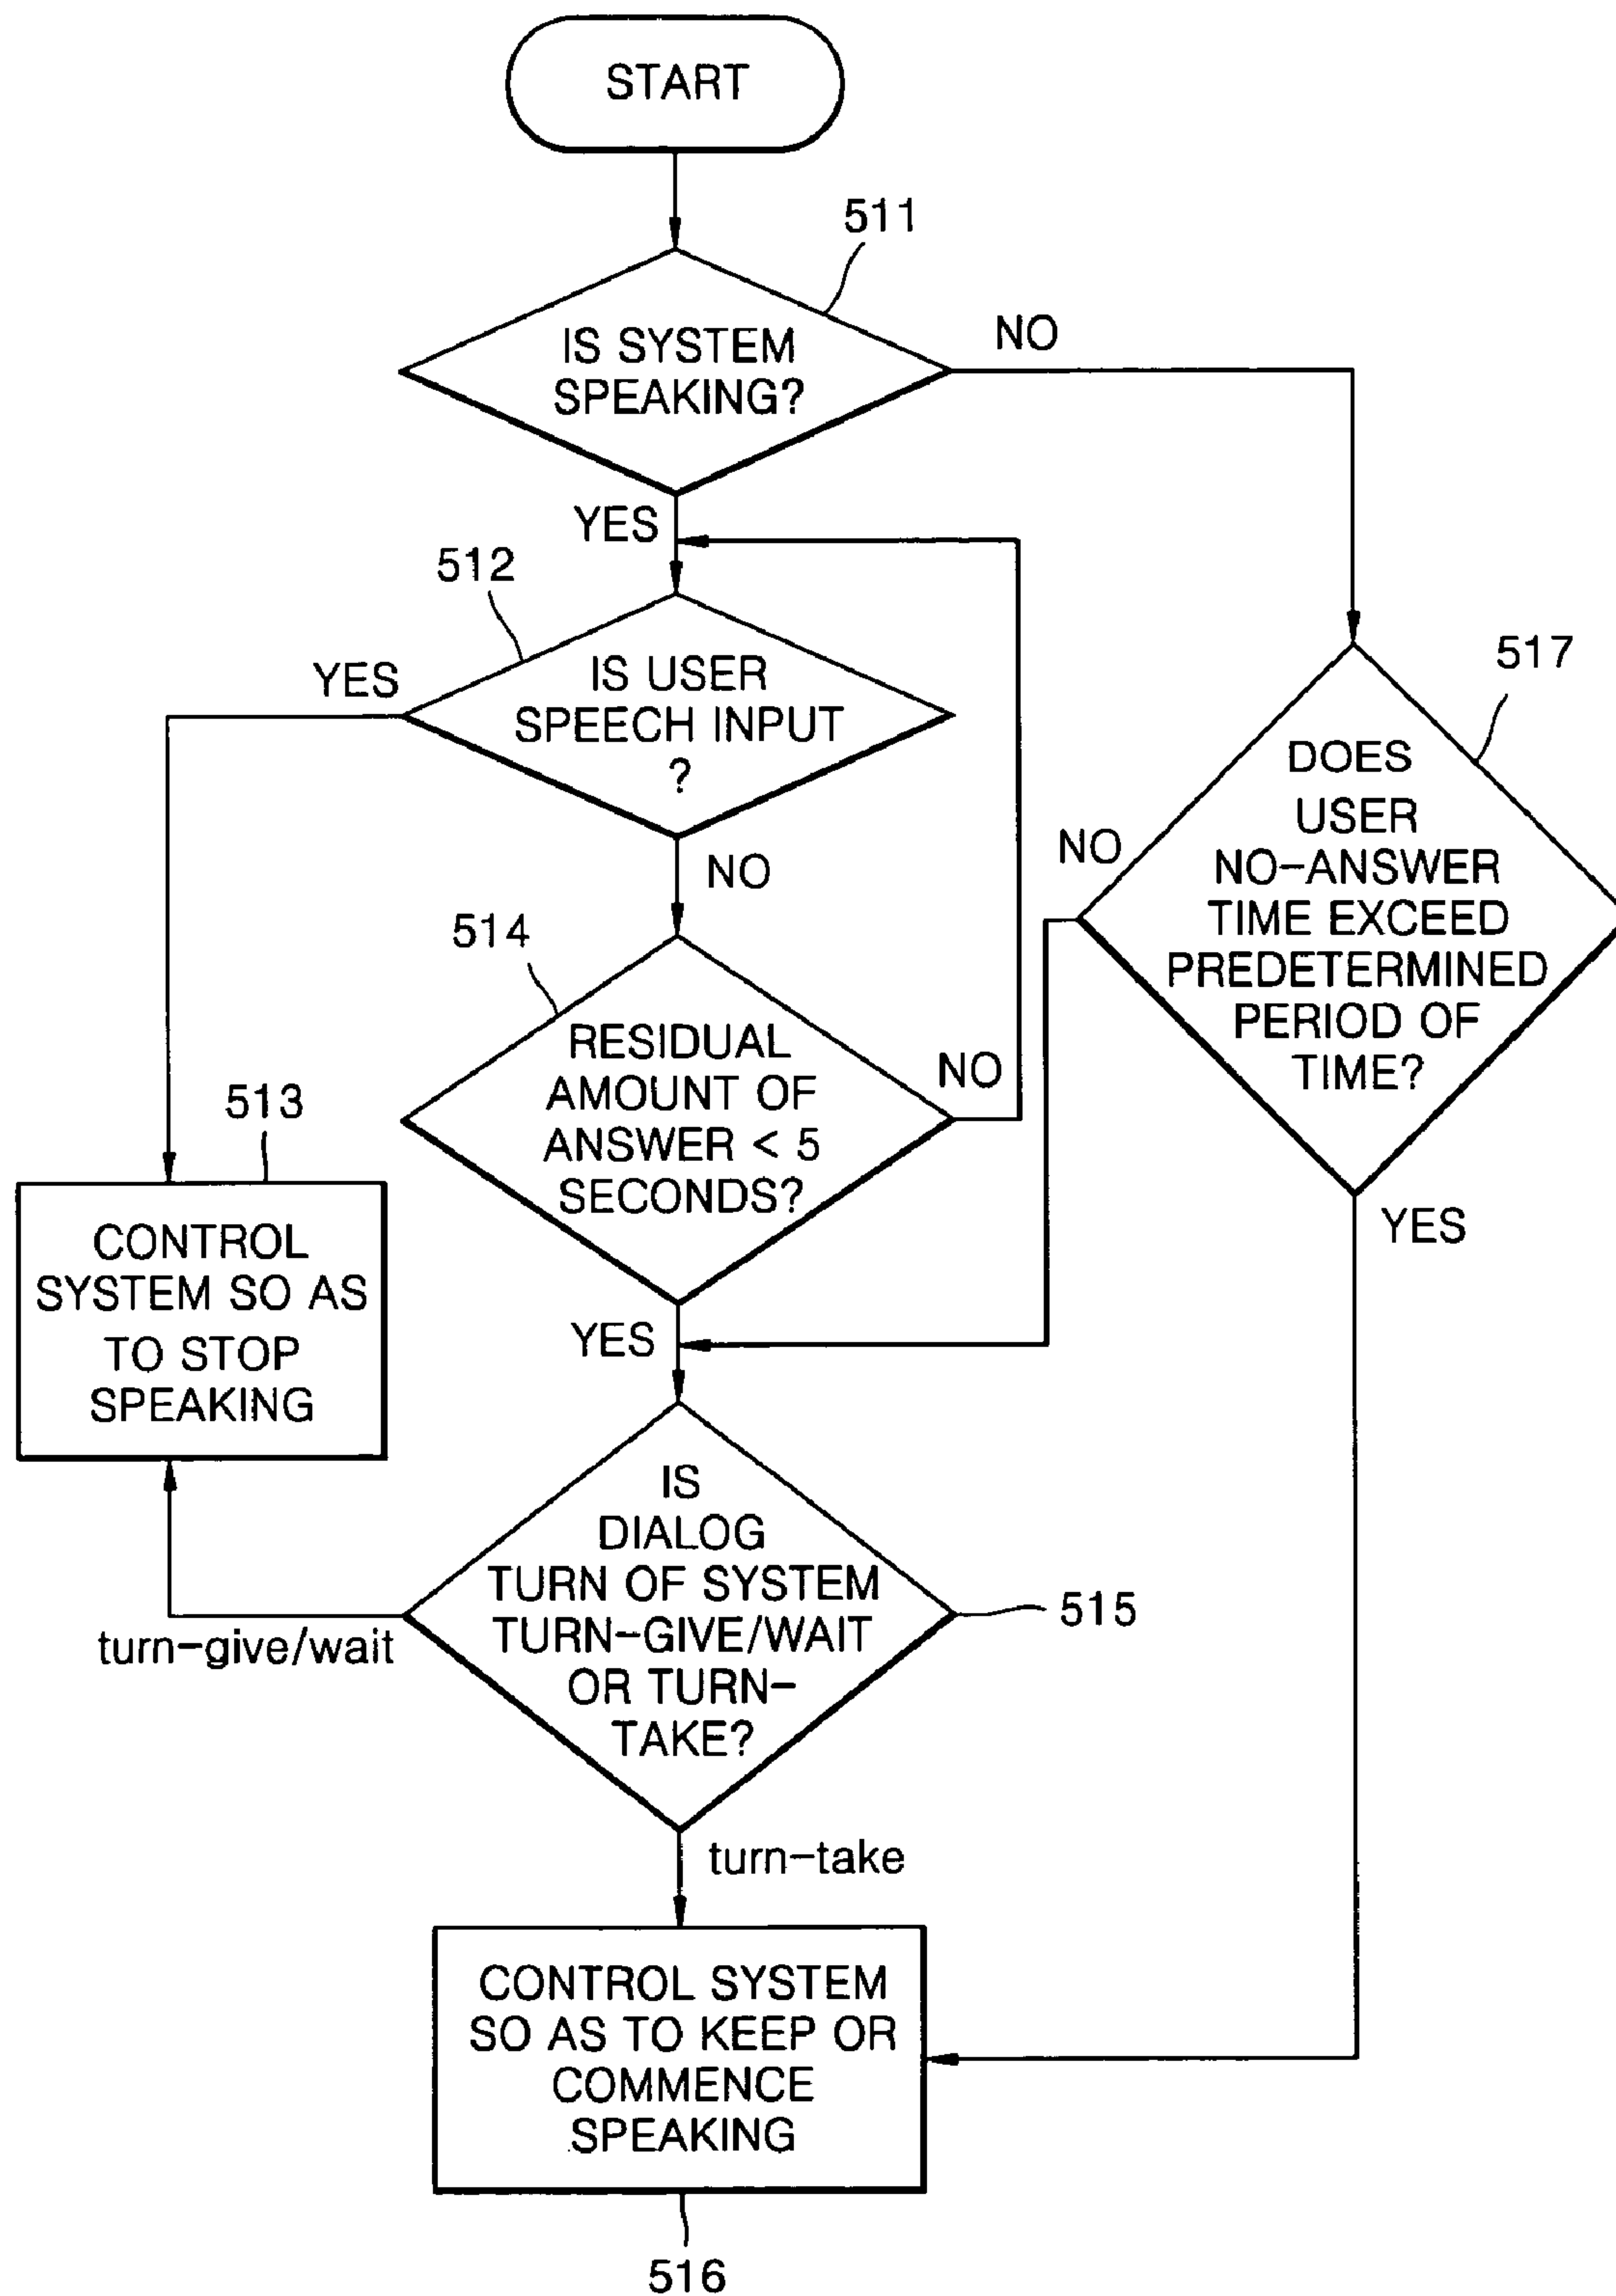 START
511
IS SYSTEM
SPEAKING?
NO
YES
512
IS USER
SPEECH INPUT
?
YES
NO
517
DOES
USER
NO-ANSWER
TIME EXCEED
PREDETERMINED
PERIOD OF
TIME?
NO
YES
514
RESIDUAL
AMOUNT OF
ANSWER < 5
SECONDS?
NO
YES
513
CONTROL
SYSTEM SO AS
TO STOP
SPEAKING
IS
DIALOG
TURN OF SYSTEM
TURN-GIVE/WAIT
OR TURN-
TAKE?
515
turn-give/wait
turn-take
CONTROL SYSTEM
SO AS TO KEEP OR
COMMENCE
SPEAKING
516